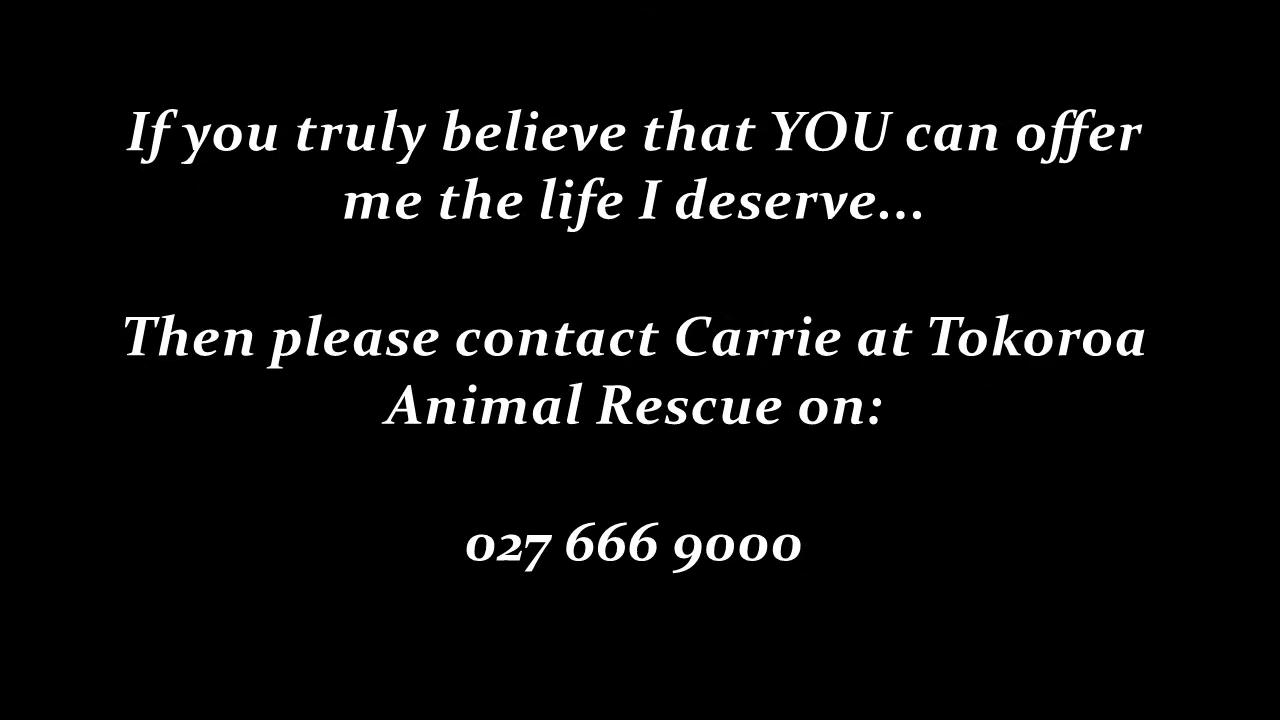 If you truly believe that YOU can offer
me the life I deserve...
Then please contact Carrie at Tokoroa
Animal Rescue on:
027 666 9000